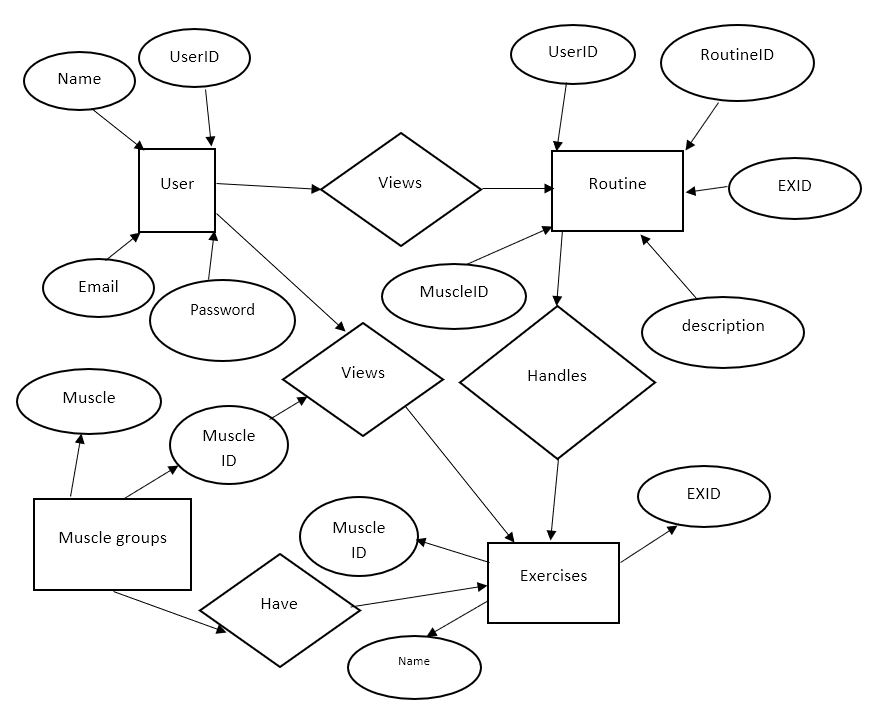 UserID
UserID
RoutineID
Name
User
Views
Routine
EXID
Email
MuscleID
Password
description
Views
Handles
Muscle
Muscle
ID
EXID
Muscle groups
Muscle
ID
Exercises
Have
Name